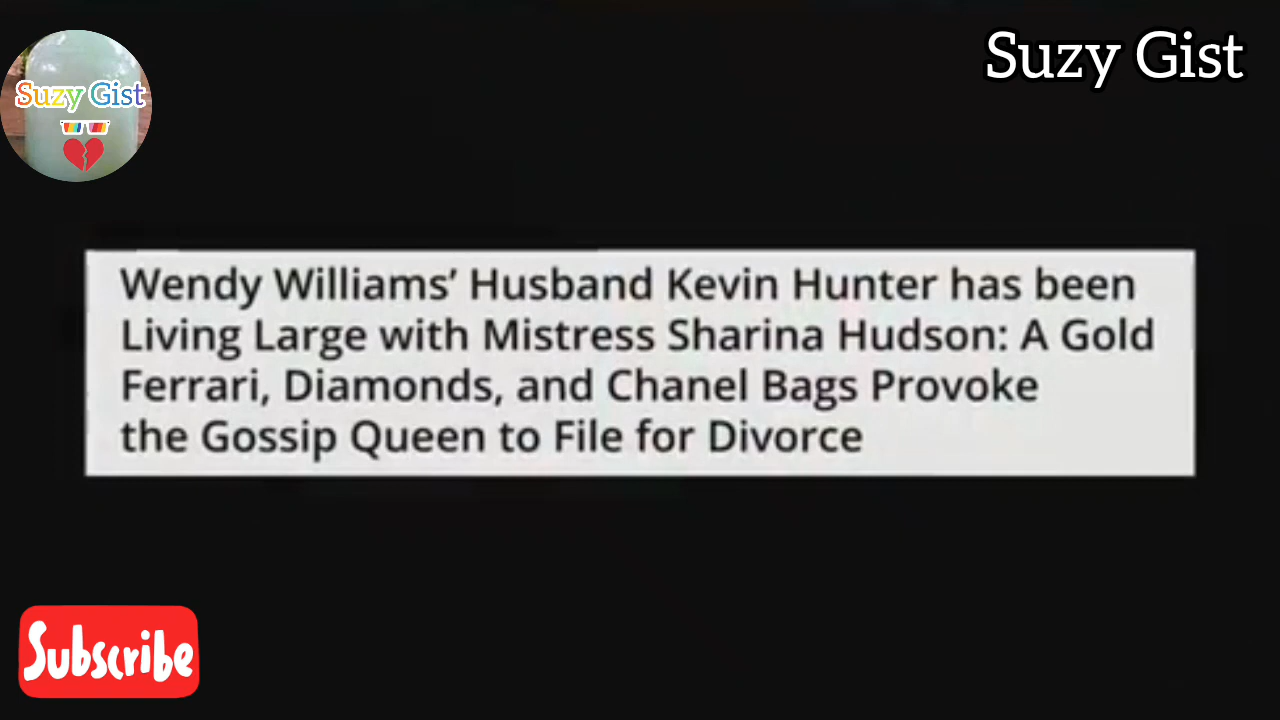 Suzy Gist
Suzy Gist
Wendy Williams’ Husband Kevin Hunter has been
Living Large with Mistress Sharina Hudson: A Gold
Ferrari, Diamonds, and Chanel Bags Provoke
the Gossip Queen to File for Divorce
Subscribe